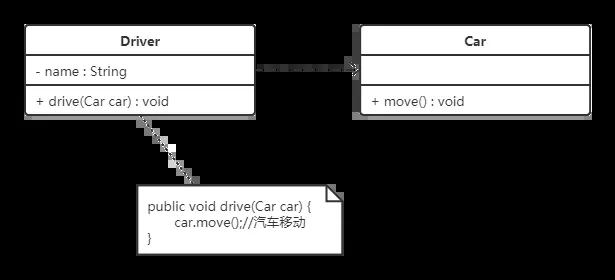 Driver
- name : String
+ drive(Car car) : void
Car
+ move() : void
public void drive(Car car) {
car.move();//汽车移动
}